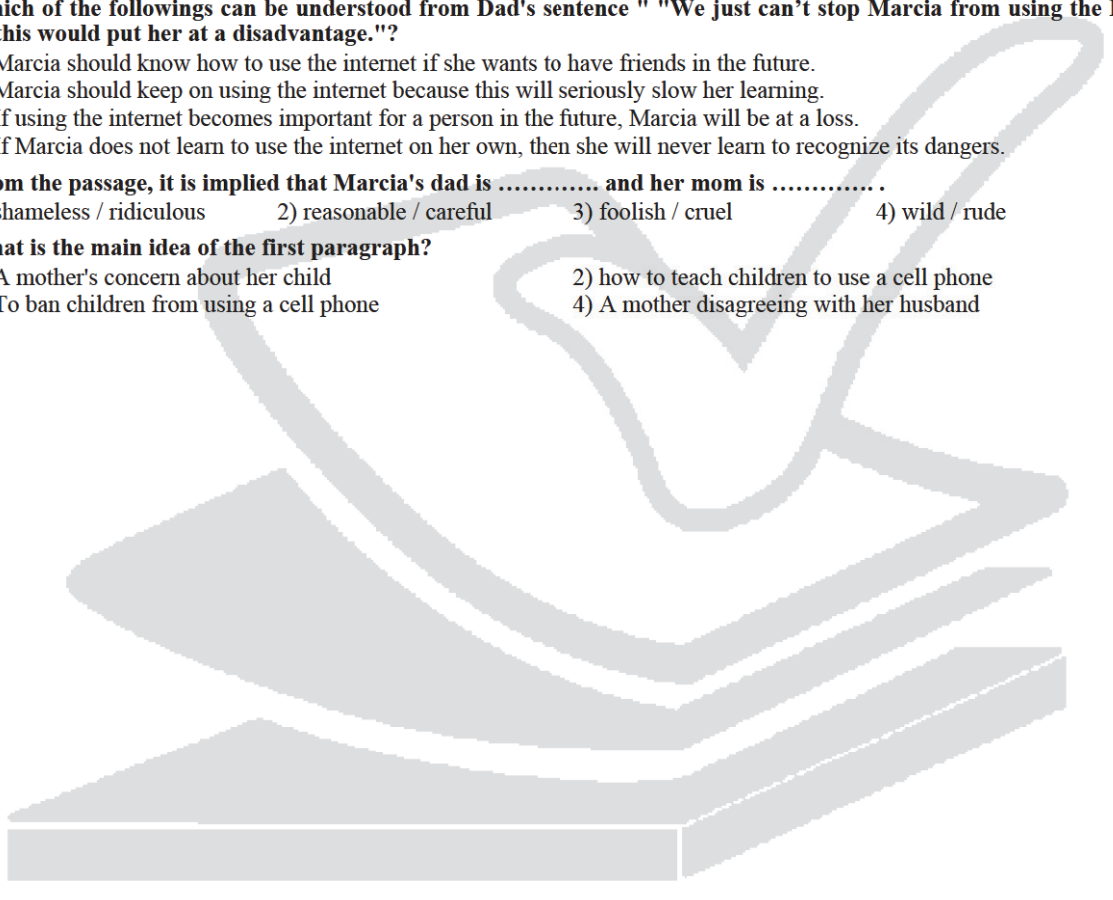 hich of the followings can be understood from Dad's sentence " "We just can't stop Marcia from using the
this would put her at a disadvantage."?
Marcia should know how to use the internet if she wants to have friends in the future.
Marcia should keep on using the internet because this will seriously slow her learning.
f using the internet becomes important for a person in the future, Marcia will be at a loss.
f Marcia does not learn to use the internet on her own, then she will never learn to recognize its dangers.
om the passage, it is implied that Marcia's dad is ............. and her mom is ............. .
shameless / ridiculous 2) reasonable / careful 3) foolish / cruel 4) wild / rude
hat is the main idea of the first paragraph?
A mother's concern about her child 2) how to teach children to use a cell phone
To ban children from using a cell phone 4) A mother disagreeing with her husband